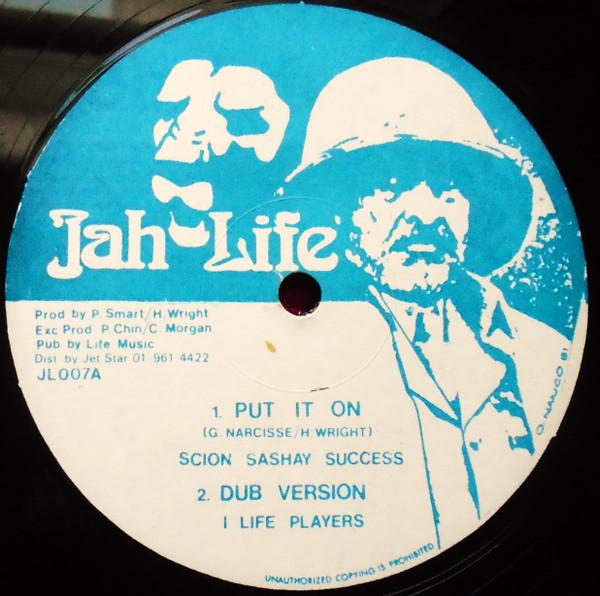 Jah Life
Prod by P. Smart/H. Wright
Exc Prod P. Chin/C. Morgan
Pub by Life Music
Dist by Jet Star 01 961 4422
JL007A
1. PUT IT ON
(G. NARCISSE/H WRIGHT)
SCION SASHAY SUCCESS
2. DUB VERSION
I LIFE PLAYERS
O. NANCO 81
UNAUTHORIZED COPYING IS PROHIBITED